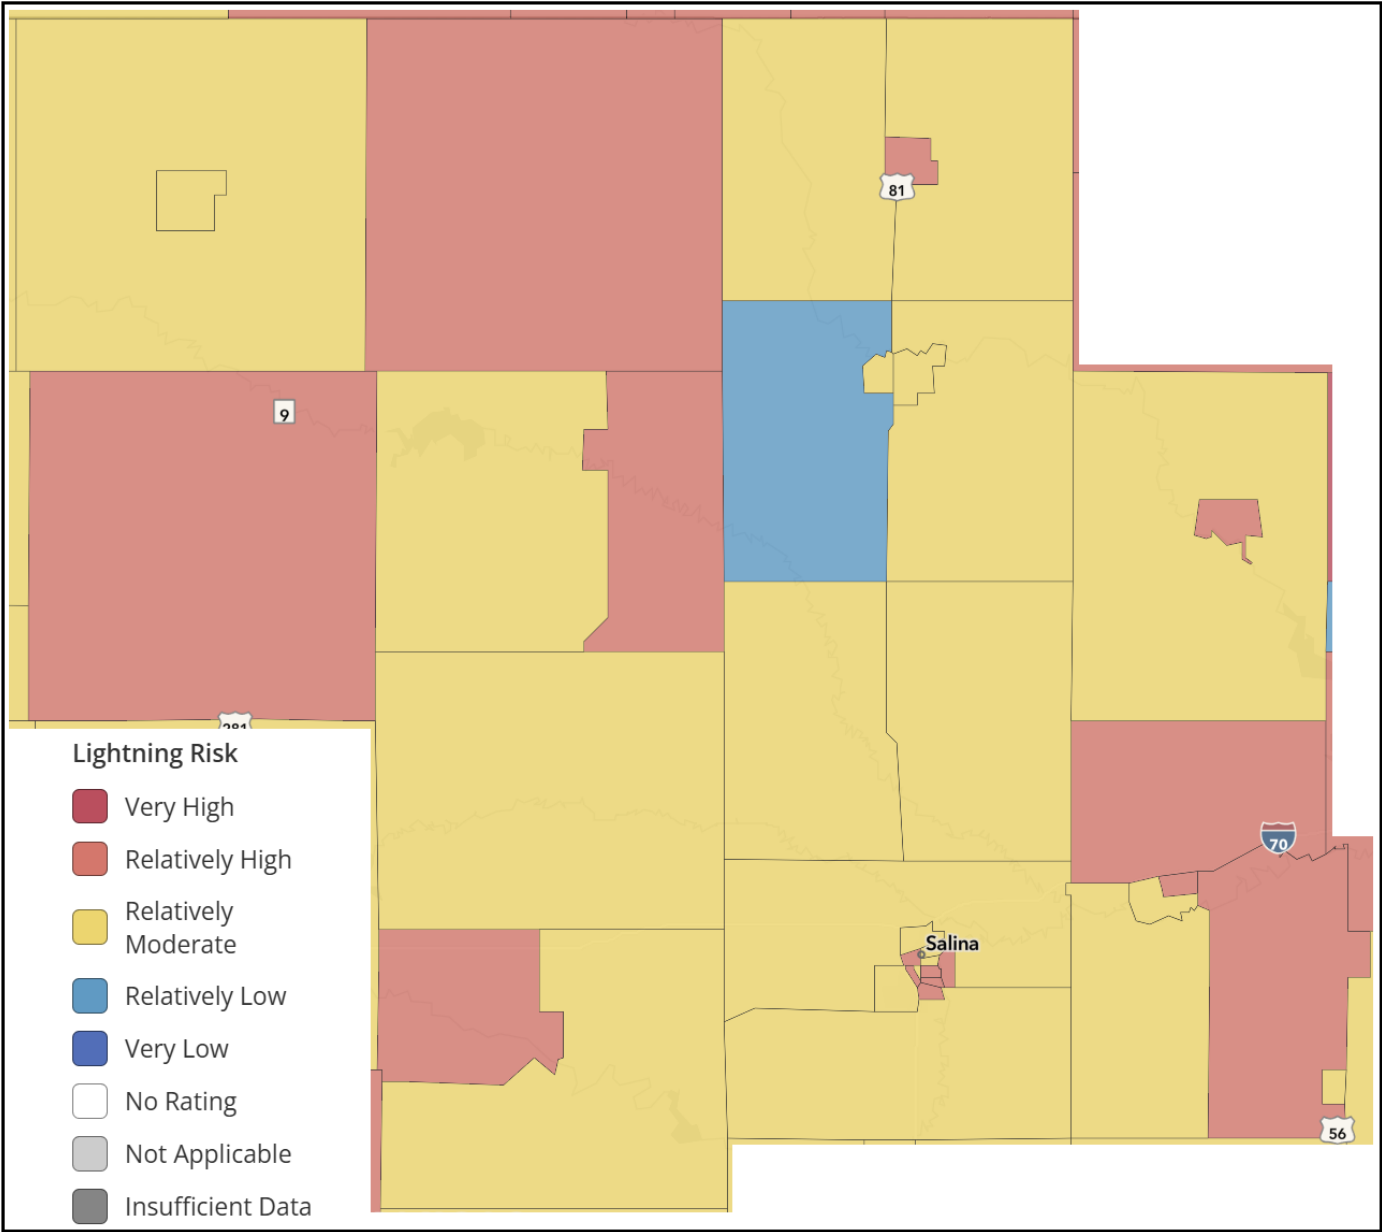 81
9
281
Lightning Risk
Very High
Relatively High
Relatively
Moderate
Relatively Low
Very Low
No Rating
Not Applicable
Insufficient Data
70
Salina
56